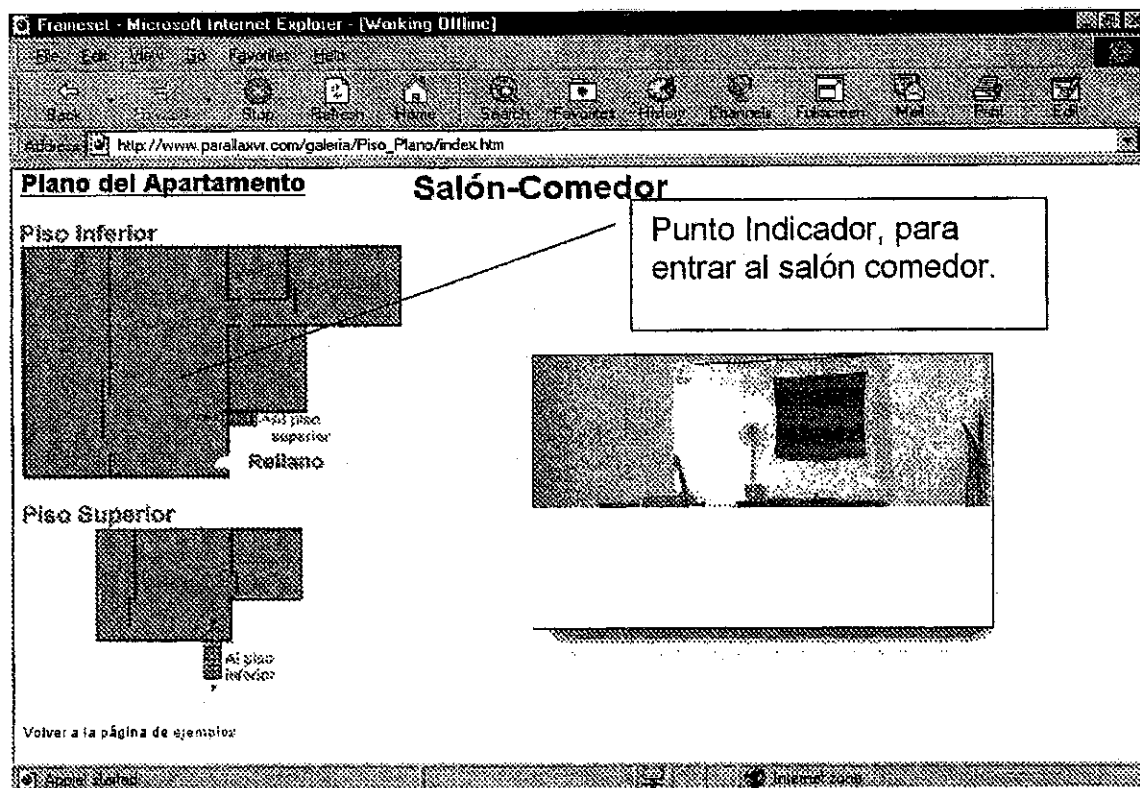 Frameset - Microsoft Internet Explorer - [Working Offline]
File Edit View Go Favorites Help
Back Forward Stop Refresh Home Search Favorites History Channels Fullscreen Mail Print Edit
Address http://www.parallaxvr.com/galeria/Piso_Plano/index.htm
Plano del Apartamento
Salón-Comedor
Piso Inferior
Punto Indicador, para
entrar al salón comedor.
piso
superior
Rellano
Piso Superior
Al piso
inferior
Volver a la página de ejemplos
Applet started
Internet zone